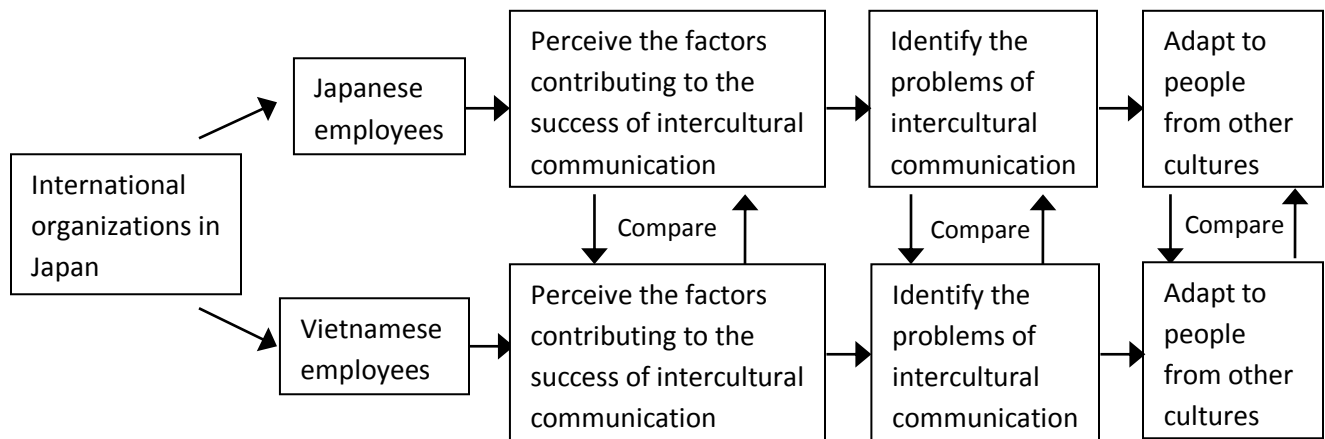 International
organizations in
Japan
Japanese
employees
Perceive the factors
contributing to the
success of intercultural
communication
Identify the
problems of
intercultural
communication
Adapt to
people
from other
cultures
Compare
Compare
Compare
Vietnamese
employees
Perceive the factors
contributing to the
success of intercultural
communication
Identify the
problems of
intercultural
communication
Adapt to
people
from other
cultures